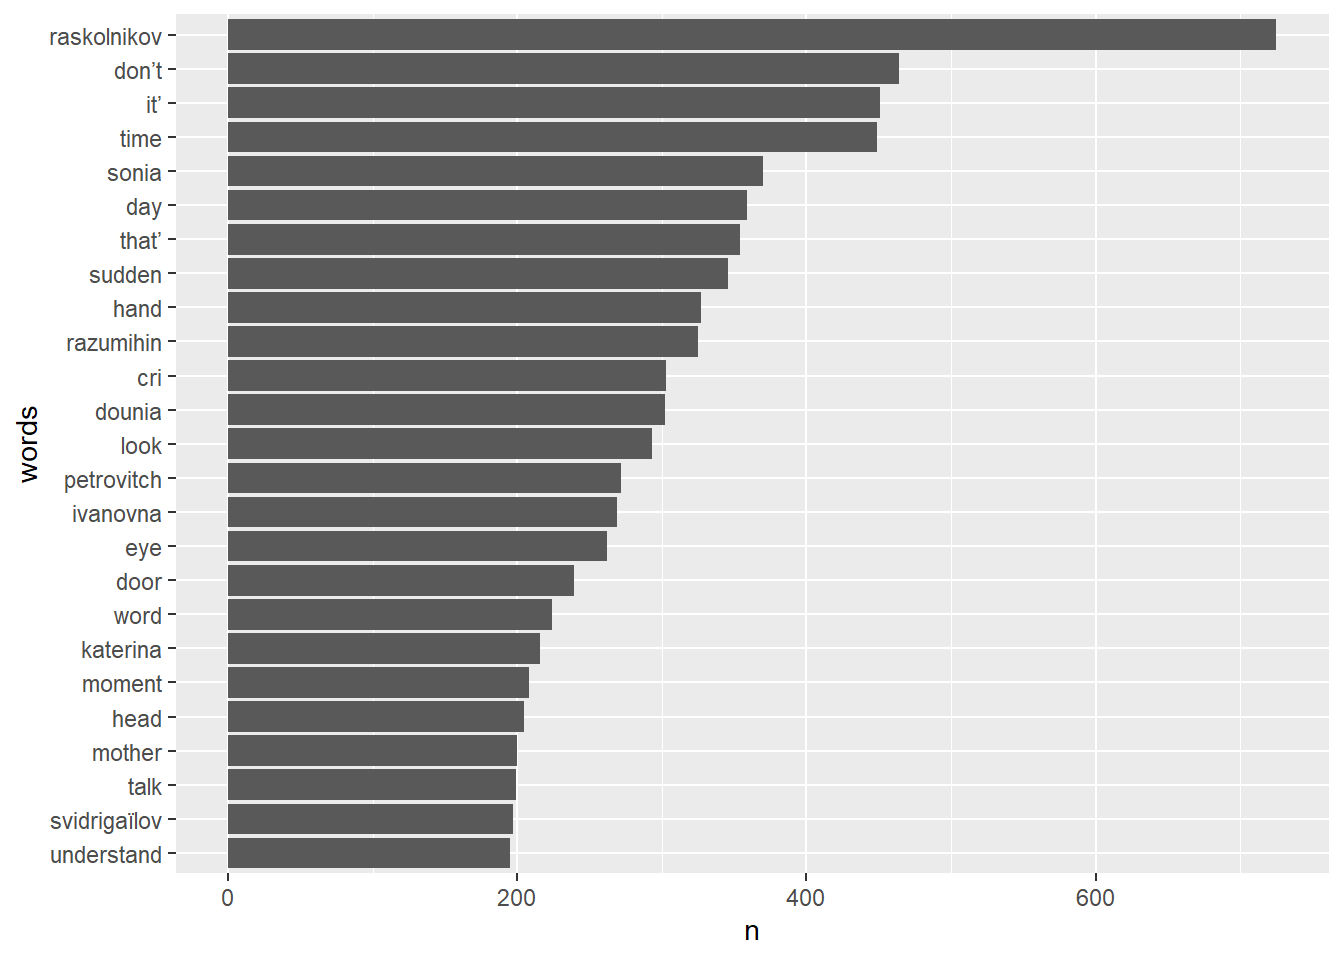 raskolnikov
don’t
it’
time
sonia
day
that’
sudden
hand
razumihin
cri
dounia
look
petrovitch
ivanovna
eye
door
word
katerina
moment
head
mother
talk
svidrigaïlov
understand
words
0 200 400 600
n